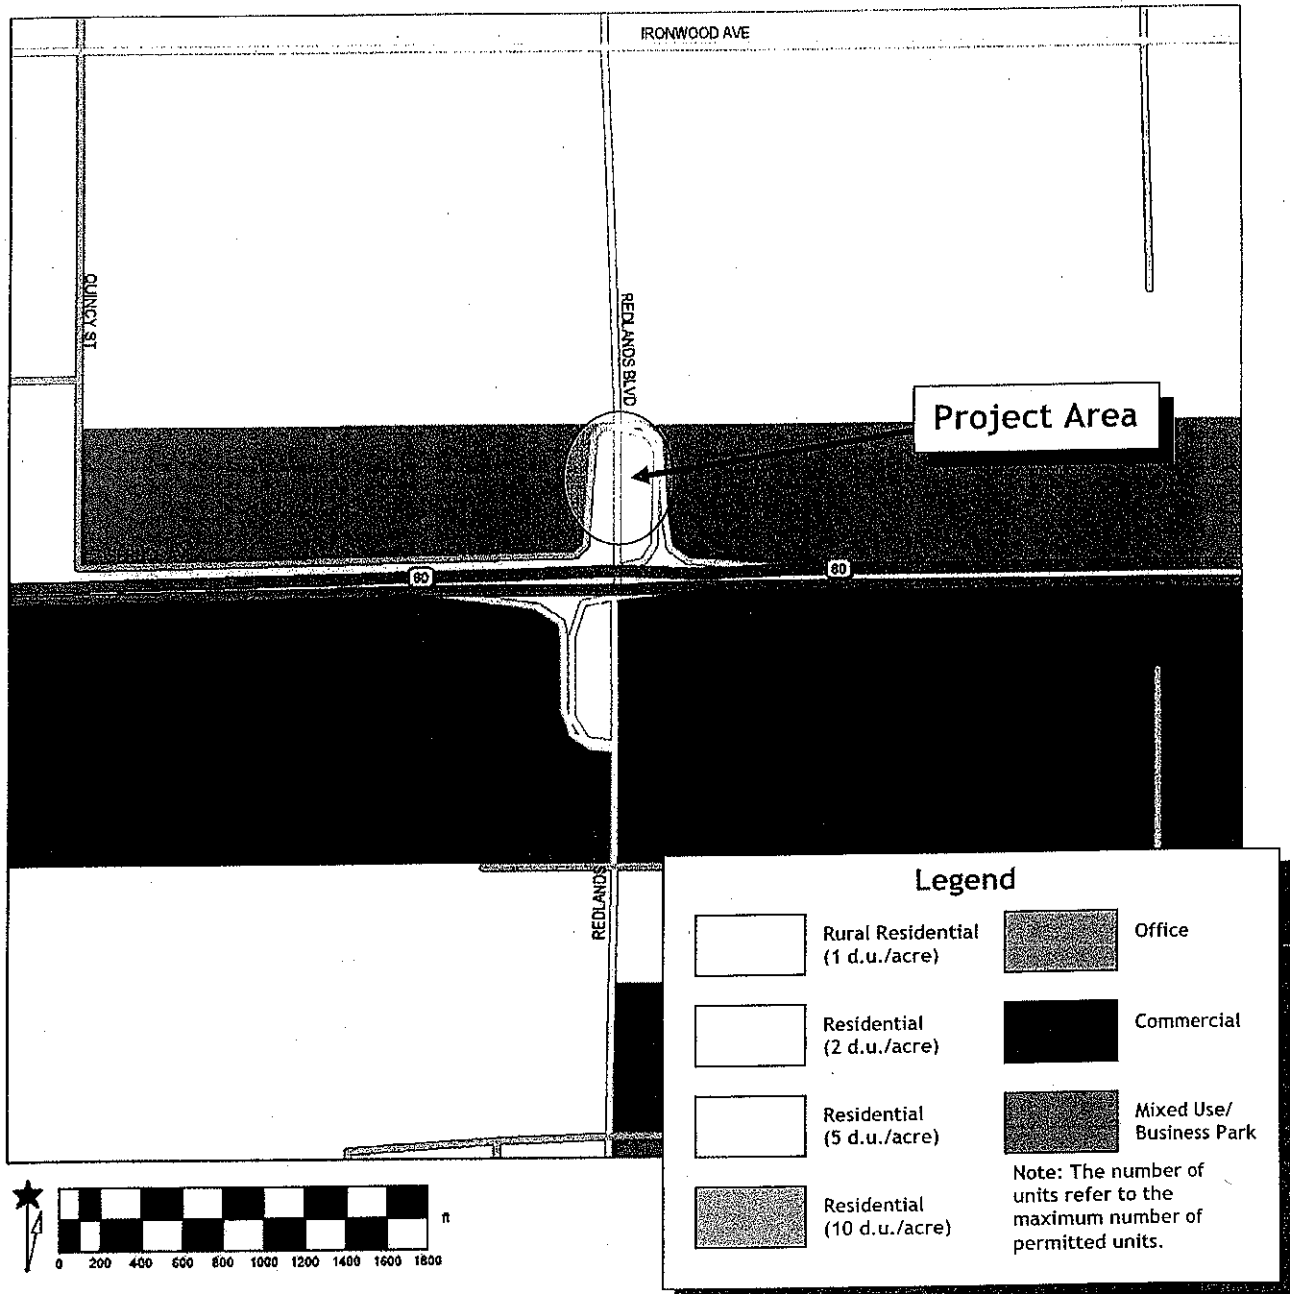 IRONWOOD AVE
QUINCY ST
REDLANDS BLVD
Project Area
60
60
REDLANDS
Legend
Rural Residential
(1 d.u./acre)
Residential
(2 d.u./acre)
Residential
(5 d.u./acre)
Residential
(10 d.u./acre)
Office
Commercial
Mixed Use/
Business Park
Note: The number of
units refer to the
maximum number of
permitted units.
ft
0 200 400 600 800 1000 1200 1400 1600 1800